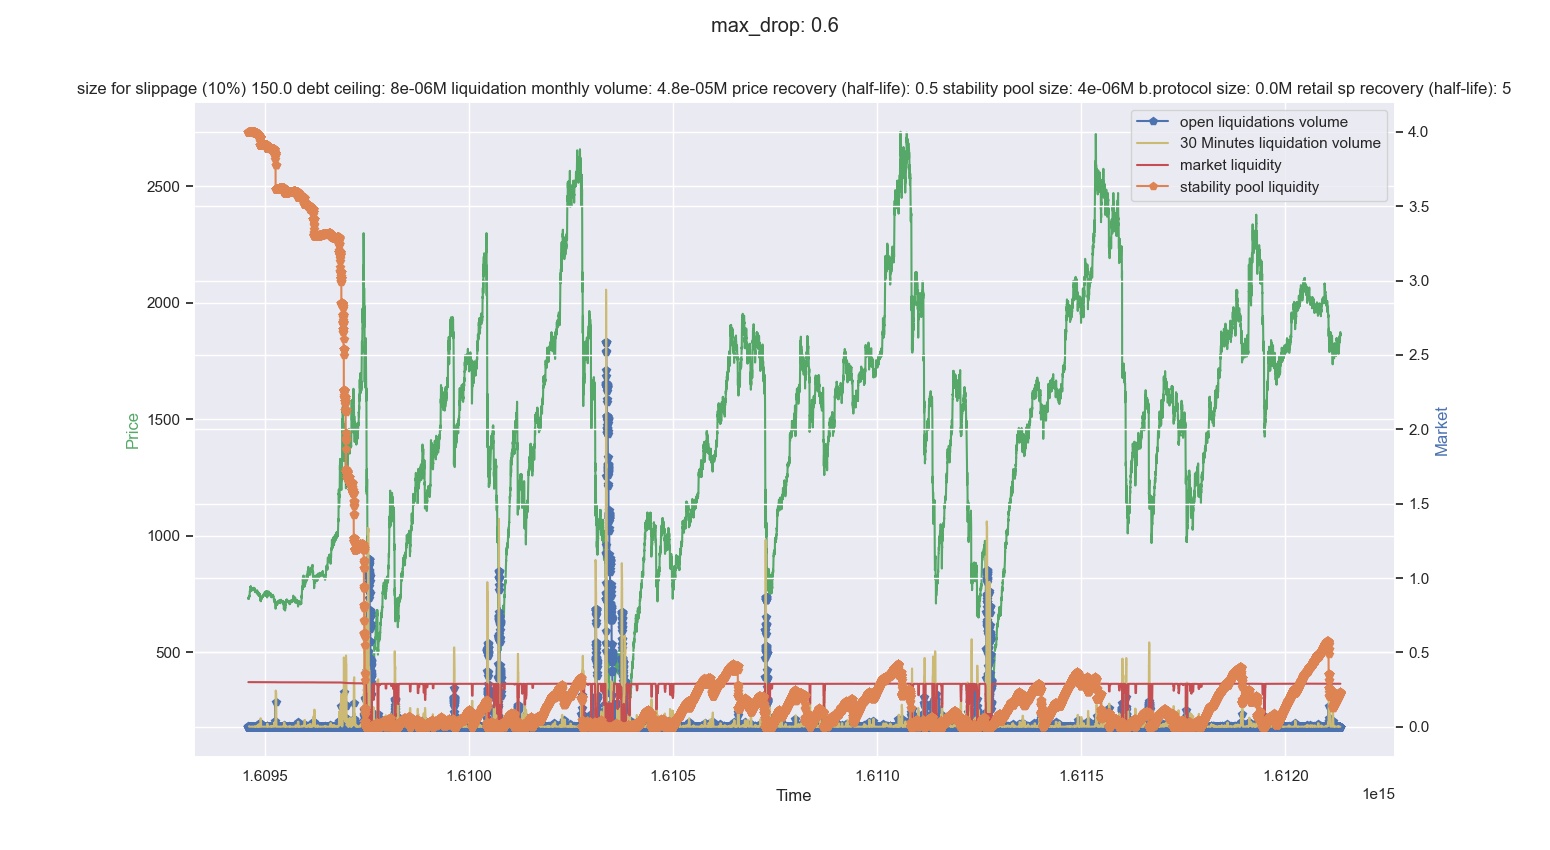 max_drop: 0.6
size for slippage (10%) 150.0 debt ceiling: 8e-06M liquidation monthly volume: 4.8e-05M price recovery (half-life): 0.5 stability pool size: 4e-06M b.protocol size: 0.0M retail sp recovery (half-life): 5
open liquidations volume
30 Minutes liquidation volume
market liquidity
stability pool liquidity
2500
2000
1500
1000
500
Price
4.0
3.5
3.0
2.5
2.0
1.5
1.0
0.5
0.0
Market
1.6095 1.6100 1.6105 1.6110 1.6115 1.6120
1e15
Time